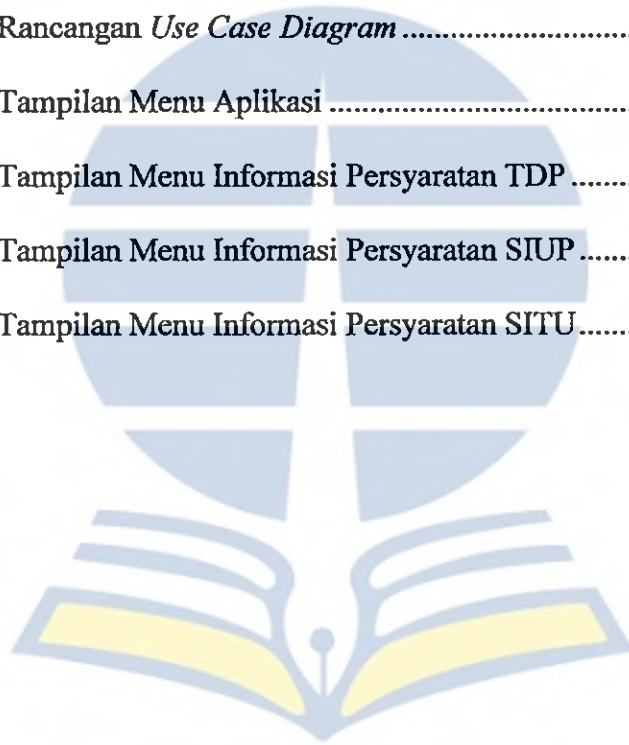 Rancangan Use Case Diagram ............................
Tampilan Menu Aplikasi .....................................
Tampilan Menu Informasi Persyaratan TDP ........
Tampilan Menu Informasi Persyaratan SIUP .......
Tampilan Menu Informasi Persyaratan SITU.......